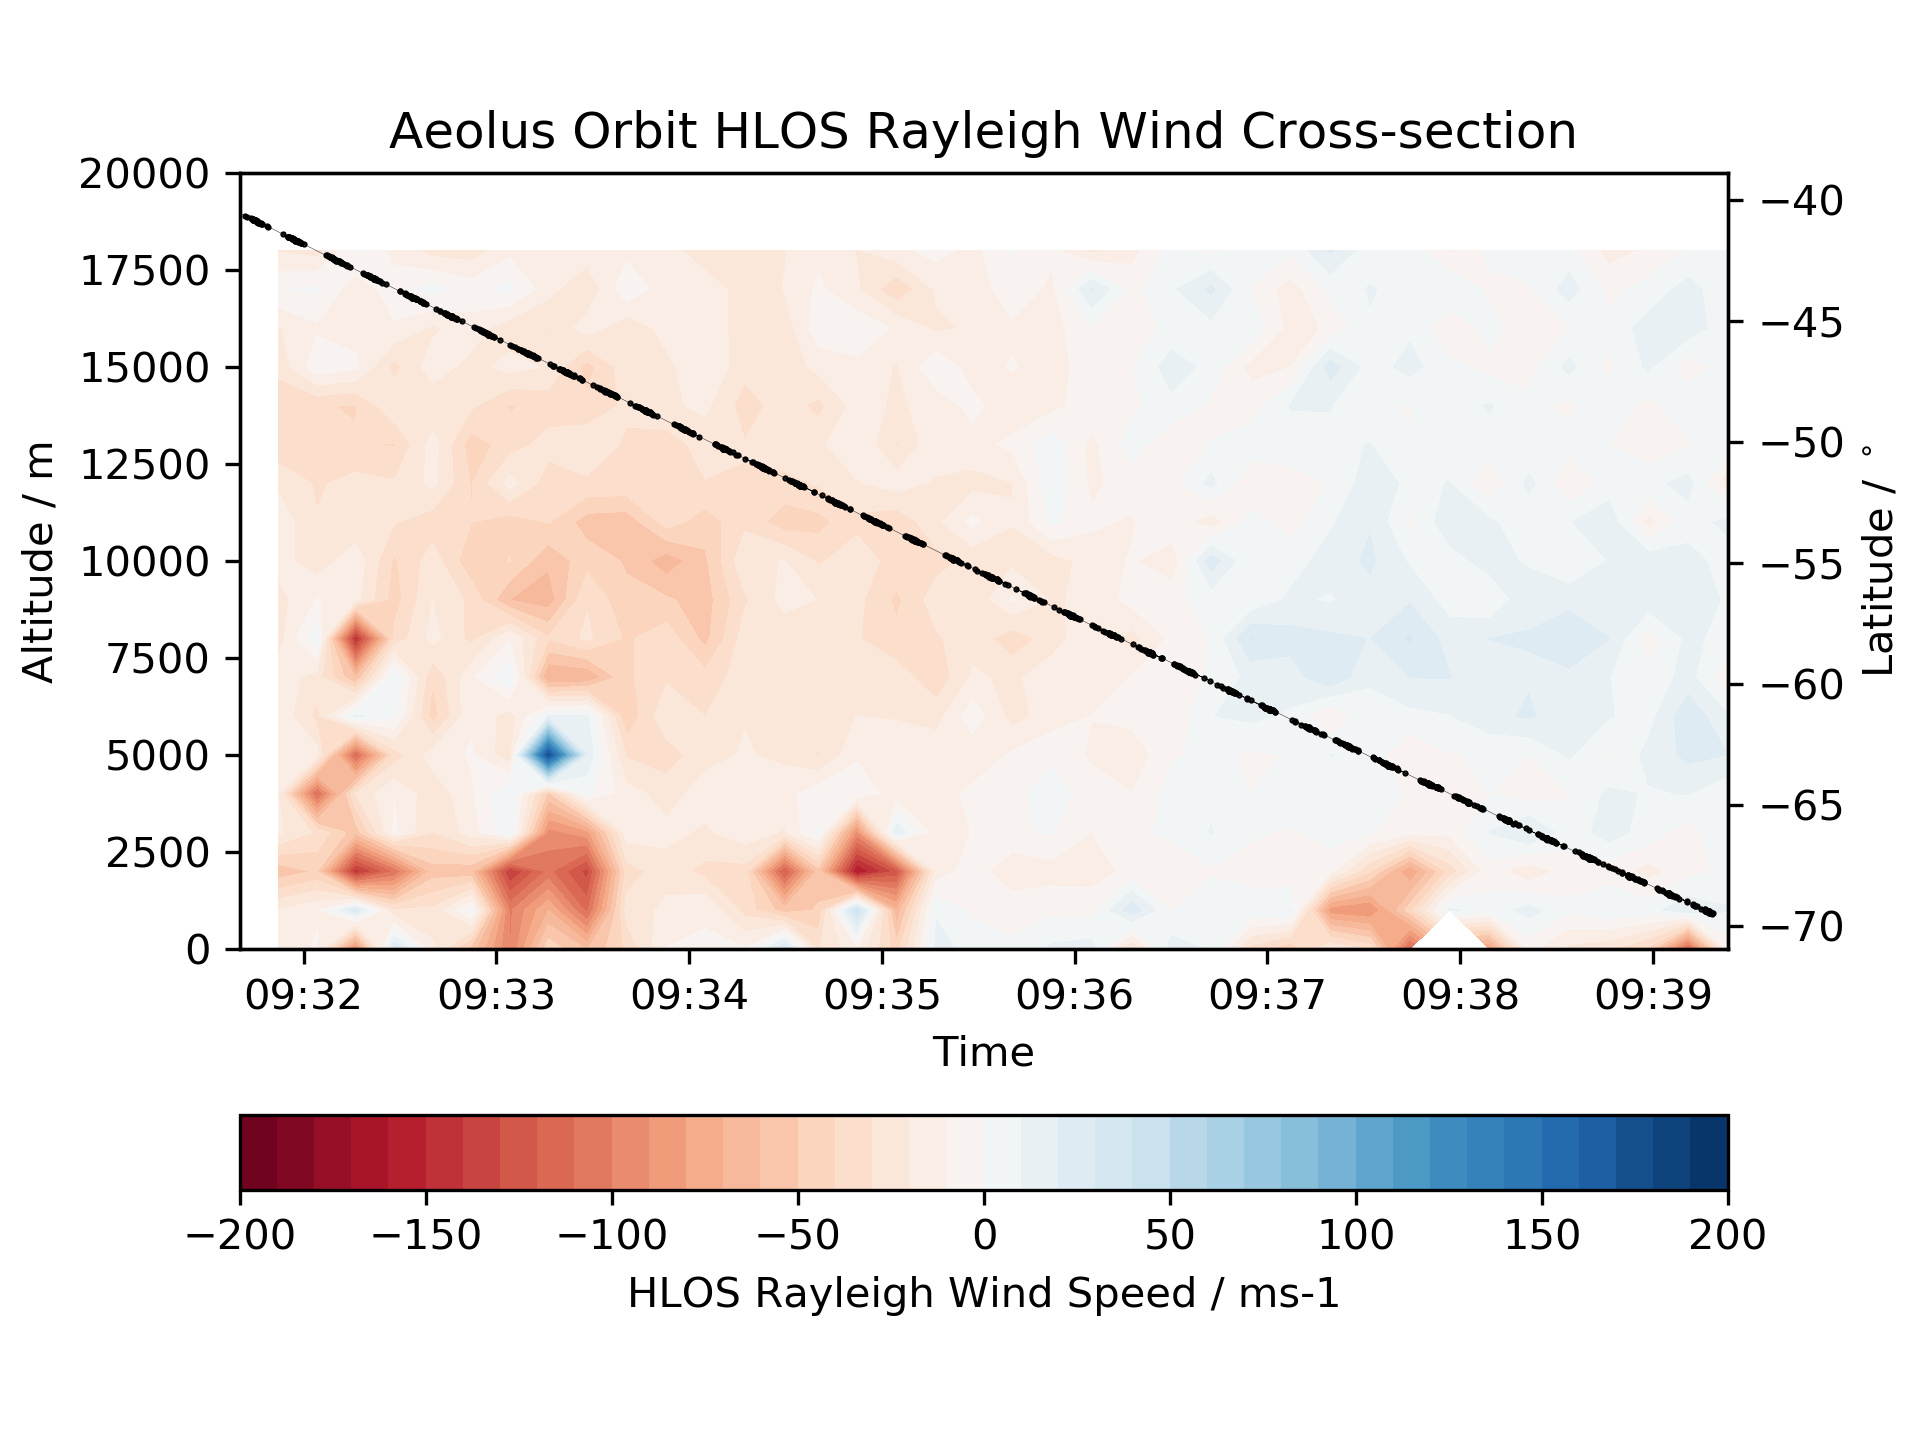 Aeolus Orbit HLOS Rayleigh Wind Cross-section
20000
17500
15000
12500
10000
7500
5000
2500
0
Altitude / m
−40
−45
−50
−55
−60
−65
−70
Latitude / °
09:32 09:33 09:34 09:35 09:36 09:37 09:38 09:39
Time
−200 −150 −100 −50 0 50 100 150 200
HLOS Rayleigh Wind Speed / ms-1